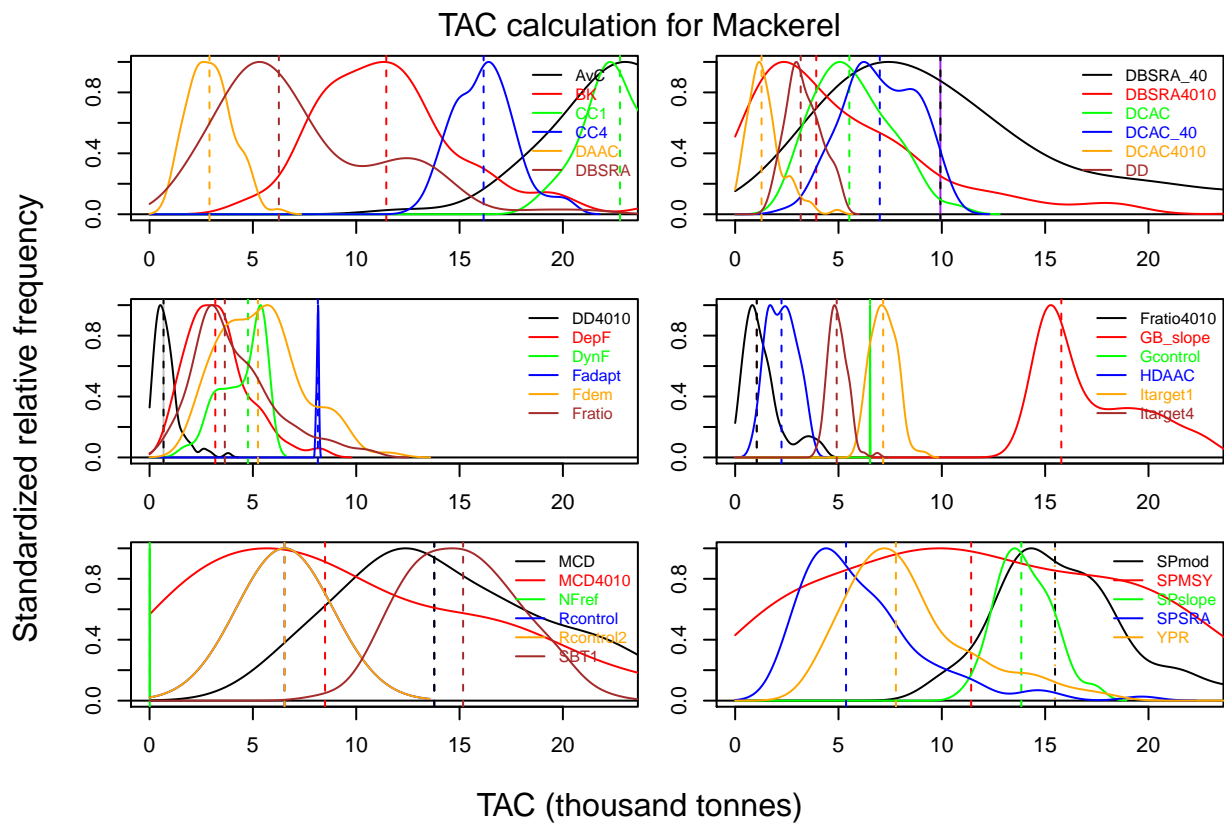 TAC calculation for Mackerel
Standardized relative frequency
0.0 0.4 0.8
AvC
BK
CC1
CC4
DAAC
DBSRA
0 5 10 15 20
0.0 0.4 0.8
DBSRA_40
DBSRA4010
DCAC
DCAC_40
DCAC4010
DD
0 5 10 15 20
0.0 0.4 0.8
DD4010
DepF
DynF
Fadapt
Fdem
Fratio
0 5 10 15 20
0.0 0.4 0.8
Fratio4010
GB_slope
Gcontrol
HDAAC
Itarget1
Itarget4
0 5 10 15 20
0.0 0.4 0.8
MCD
MCD4010
NFref
Rcontrol
Rcontrol2
SBT1
0 5 10 15 20
0.0 0.4 0.8
SPmod
SPMSY
SPslope
SPSRA
YPR
0 5 10 15 20
TAC (thousand tonnes)